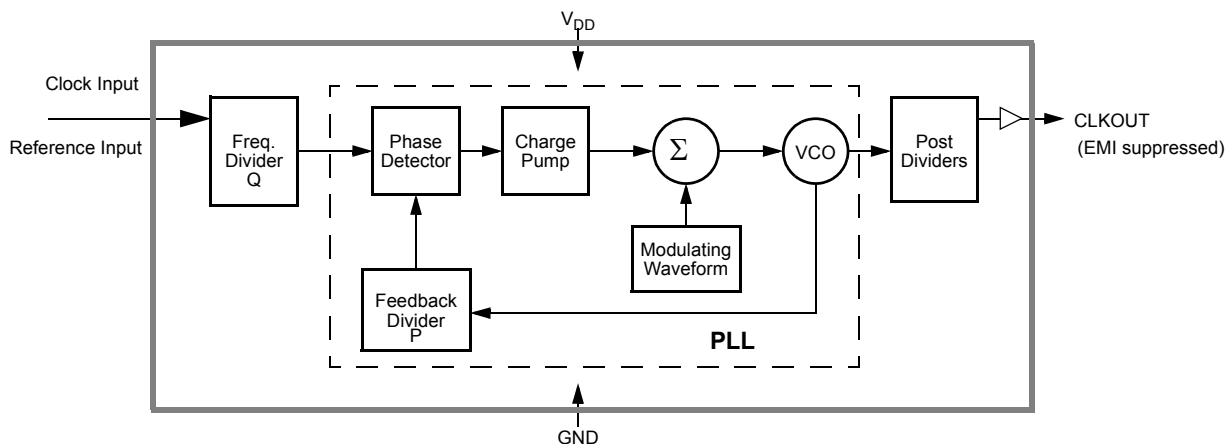 V_DD
Clock Input
Reference Input
Freq.
Divider
Q
Phase
Detector
Charge
Pump
Σ
VCO
Post
Dividers
CLKOUT
(EMI suppressed)
Modulating
Waveform
Feedback
Divider
P
PLL
GND